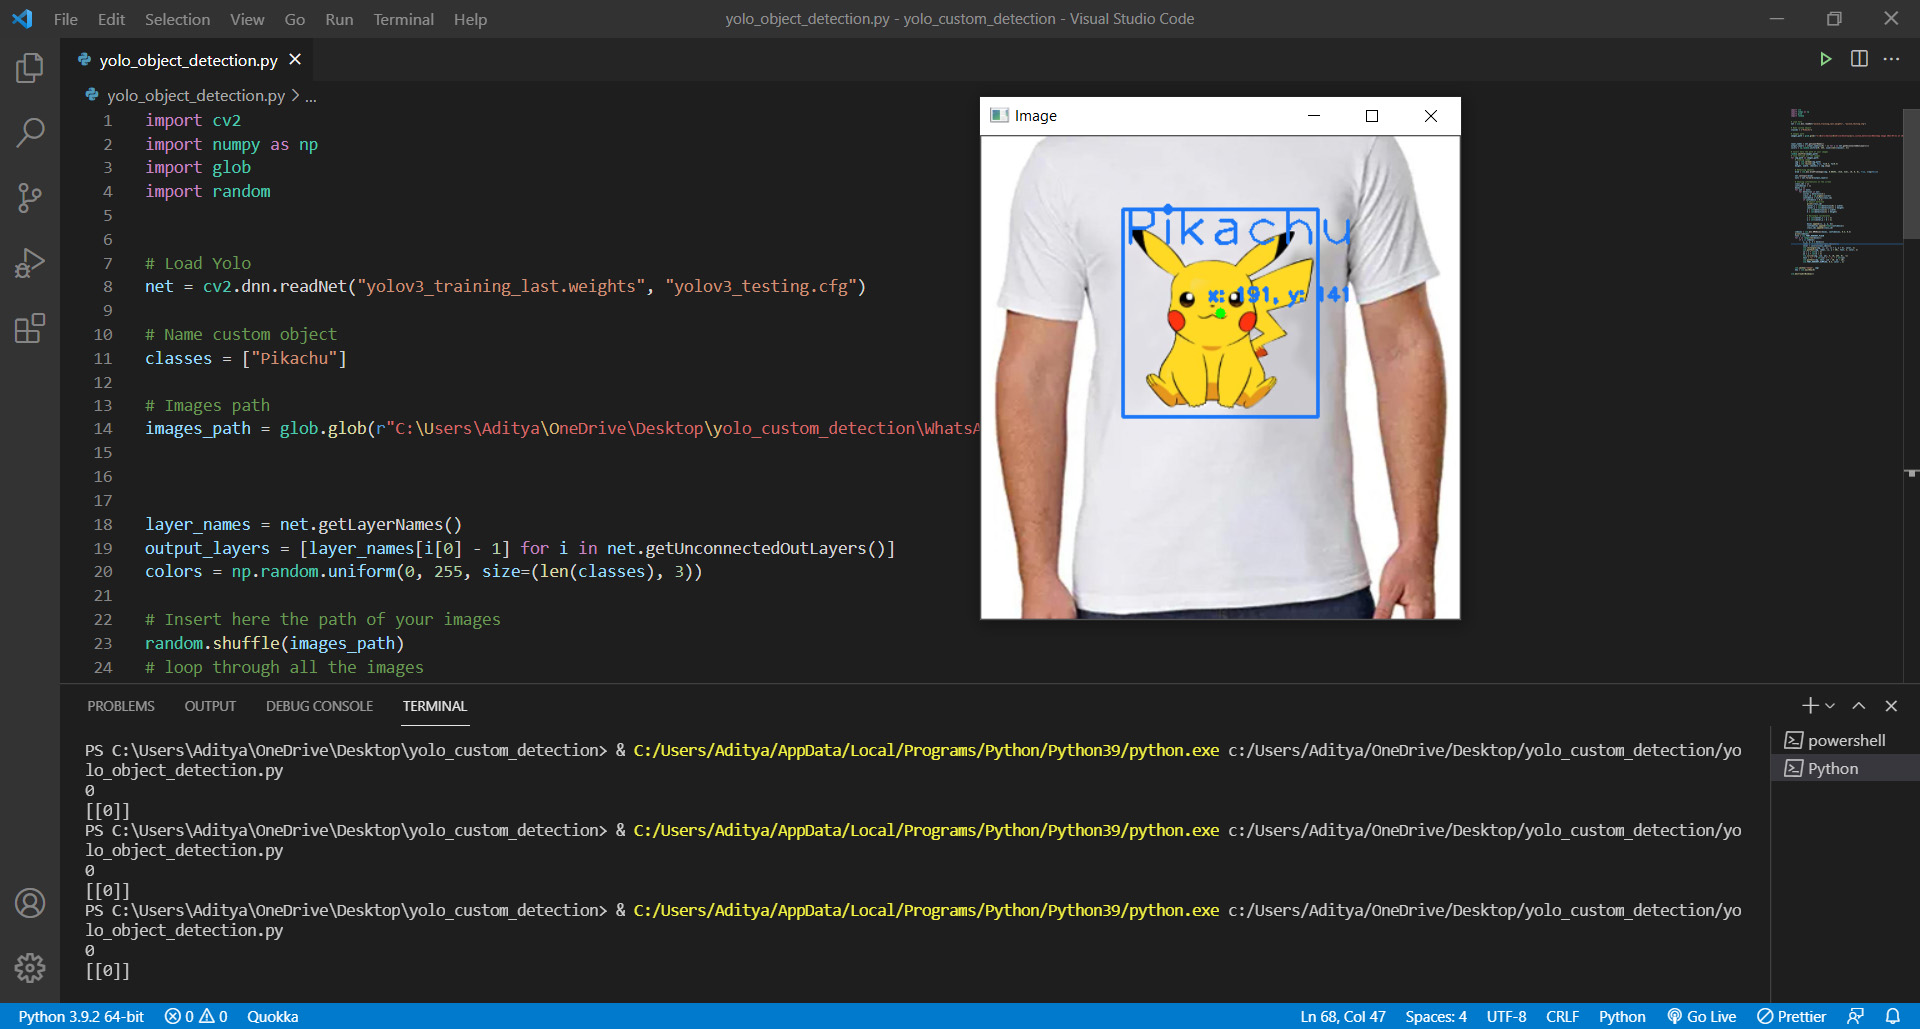 File Edit Selection View Go Run Terminal Help
yolo_object_detection.py - yolo_custom_detection - Visual Studio Code
yolo_object_detection.py
yolo_object_detection.py > ...
1 import cv2
2 import numpy as np
3 import glob
4 import random
5
6
7 # Load Yolo
8 net = cv2.dnn.readNet("yolov3_training_last.weights", "yolov3_testing.cfg")
9
10 # Name custom object
11 classes = ["Pikachu"]
12
13 # Images path
14 images_path = glob.glob(r"C:\Users\Aditya\OneDrive\Desktop\yolo_custom_detection\WhatsA
15
16
17
18 layer_names = net.getLayerNames()
19 output_layers = [layer_names[i[0] - 1] for i in net.getUnconnectedOutLayers()]
20 colors = np.random.uniform(0, 255, size=(len(classes), 3))
21
22 # Insert here the path of your images
23 random.shuffle(images_path)
24 # loop through all the images
Image
Pikachu
x: 191, y: 141
PROBLEMS OUTPUT DEBUG CONSOLE TERMINAL
PS C:\Users\Aditya\OneDrive\Desktop\yolo_custom_detection> & C:/Users/Aditya/AppData/Local/Programs/Python/Python39/python.exe c:/Users/Aditya/OneDrive/Desktop/yolo_custom_detection/yo
lo_object_detection.py
0
[[0]]
PS C:\Users\Aditya\OneDrive\Desktop\yolo_custom_detection> & C:/Users/Aditya/AppData/Local/Programs/Python/Python39/python.exe c:/Users/Aditya/OneDrive/Desktop/yolo_custom_detection/yo
lo_object_detection.py
0
[[0]]
PS C:\Users\Aditya\OneDrive\Desktop\yolo_custom_detection> & C:/Users/Aditya/AppData/Local/Programs/Python/Python39/python.exe c:/Users/Aditya/OneDrive/Desktop/yolo_custom_detection/yo
lo_object_detection.py
0
[[0]]
powershell
Python
Python 3.9.2 64-bit 0 0 Quokka
Ln 68, Col 47 Spaces: 4 UTF-8 CRLF Python Go Live Prettier